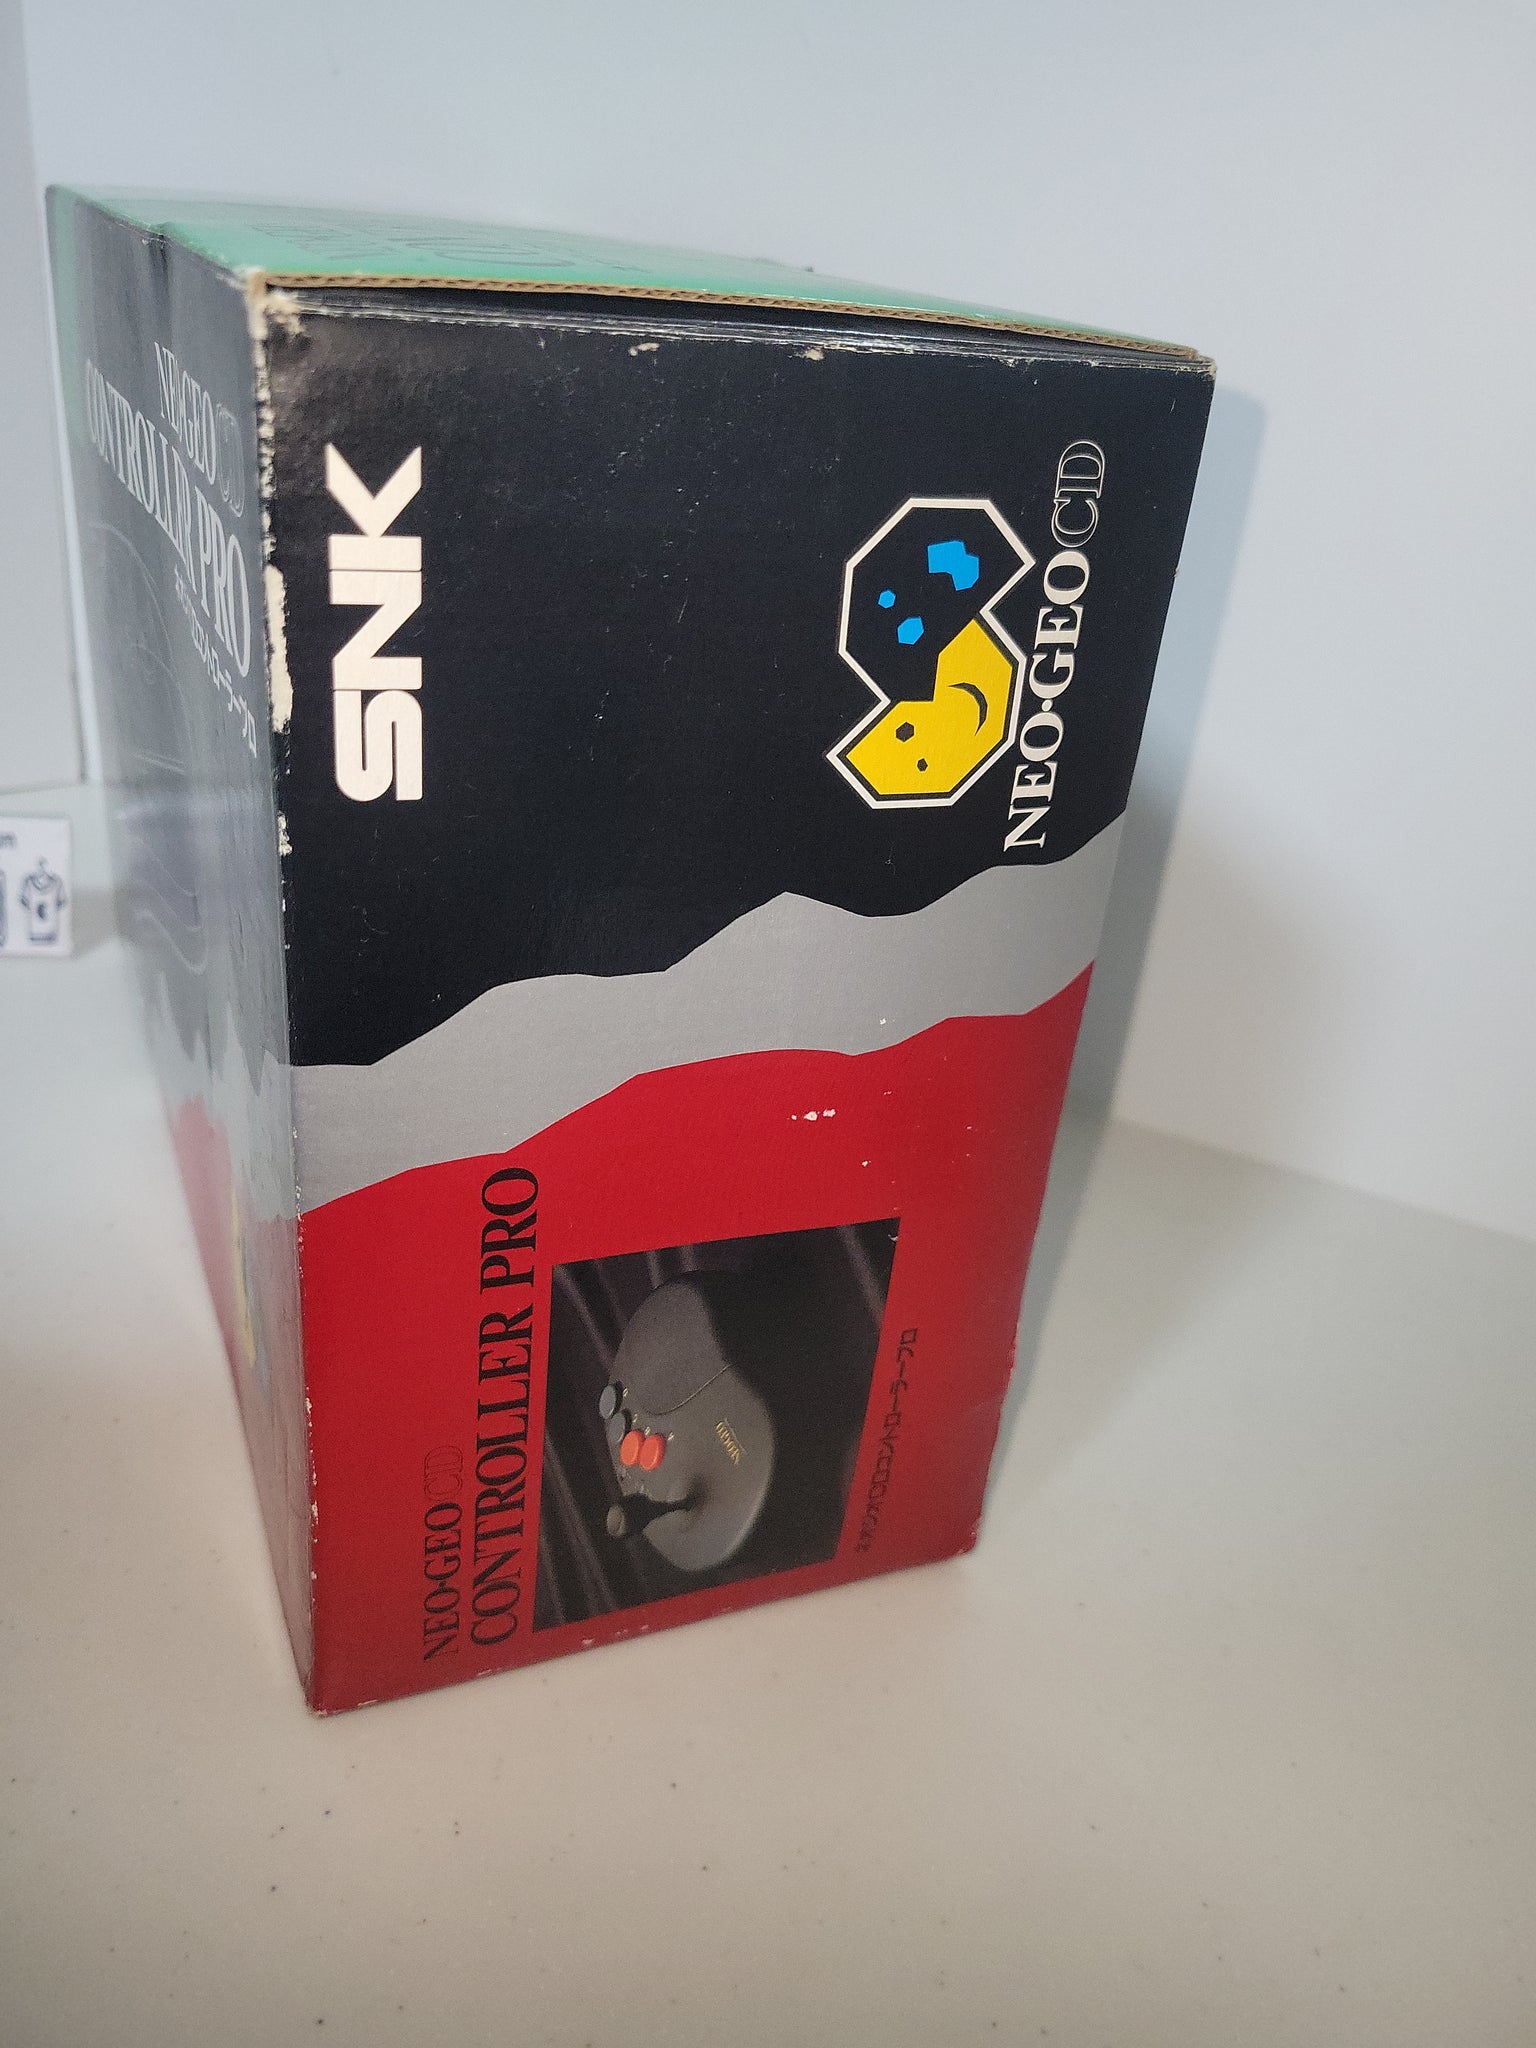 SNK
NEO·GEO CD
NEO·GEO CD
CONTROLLER PRO
NEOGEO
ネオジオCDコントローラープロ
NEO·GEO CD
CONTROLLER PRO